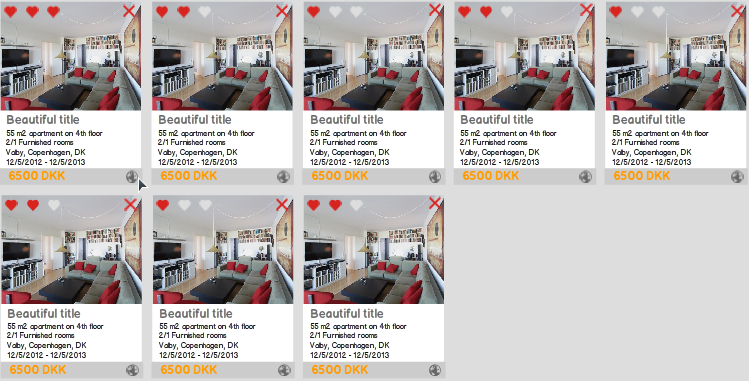 Beautiful title
55 m2 apartment on 4th floor
2/1 Furnished rooms
Valby, Copenhagen, DK
12/5/2012 - 12/5/2013
6500 DKK
Beautiful title
55 m2 apartment on 4th floor
2/1 Furnished rooms
Valby, Copenhagen, DK
12/5/2012 - 12/5/2013
6500 DKK
Beautiful title
55 m2 apartment on 4th floor
2/1 Furnished rooms
Valby, Copenhagen, DK
12/5/2012 - 12/5/2013
6500 DKK
Beautiful title
55 m2 apartment on 4th floor
2/1 Furnished rooms
Valby, Copenhagen, DK
12/5/2012 - 12/5/2013
6500 DKK
Beautiful title
55 m2 apartment on 4th floor
2/1 Furnished rooms
Valby, Copenhagen, DK
12/5/2012 - 12/5/2013
6500 DKK
Beautiful title
55 m2 apartment on 4th floor
2/1 Furnished rooms
Valby, Copenhagen, DK
12/5/2012 - 12/5/2013
6500 DKK
Beautiful title
55 m2 apartment on 4th floor
2/1 Furnished rooms
Valby, Copenhagen, DK
12/5/2012 - 12/5/2013
6500 DKK
Beautiful title
55 m2 apartment on 4th floor
2/1 Furnished rooms
Valby, Copenhagen, DK
12/5/2012 - 12/5/2013
6500 DKK